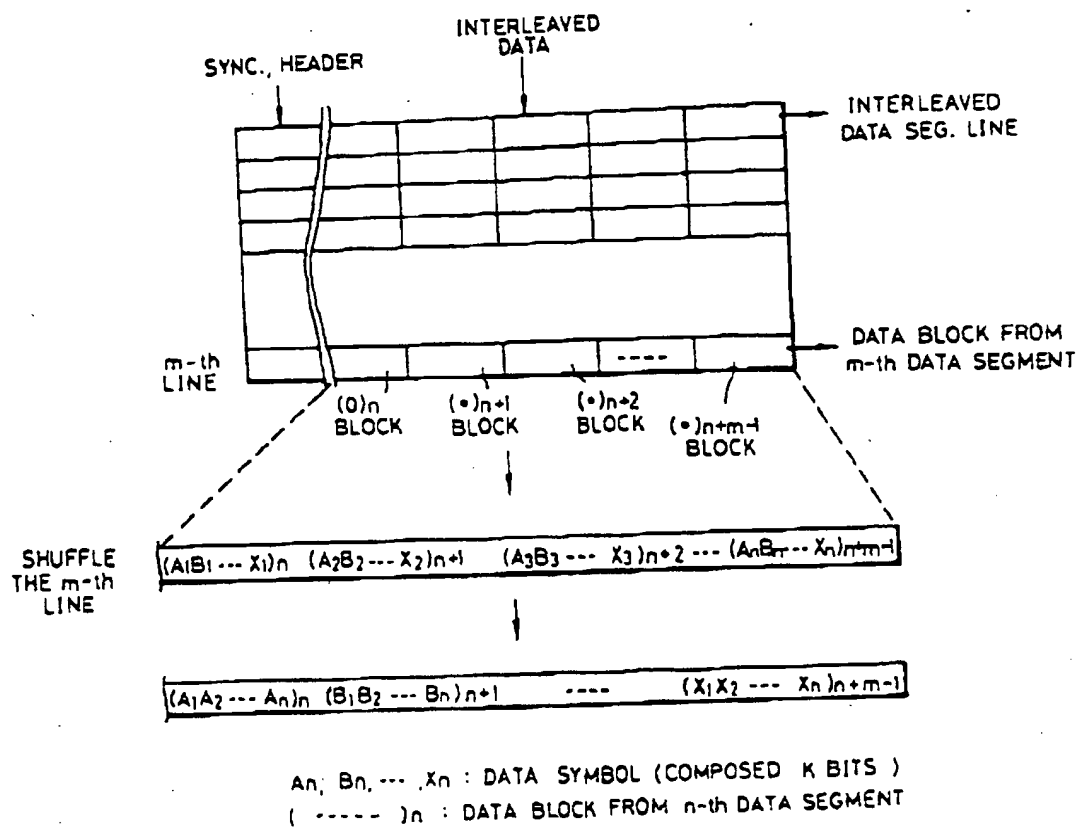 INTERLEAVED
DATA
SYNC., HEADER
INTERLEAVED
DATA SEG. LINE
m-th
LINE
----
DATA BLOCK FROM
m-th DATA SEGMENT
(0)n
BLOCK
(•)n+1
BLOCK
(•)n+2
BLOCK
(•)n+m-1
BLOCK
SHUFFLE
THE m-th
LINE
(A1B1 --- X1)n (A2B2 --- X2)n+1 (A3B3 --- X3)n+2 --- (AnBn --- Xn)n+m-1
(A1A2 --- An)n (B1B2 --- Bn)n+1 ---- (X1X2 --- Xn)n+m-1
An; Bn, --- ,Xn : DATA SYMBOL (COMPOSED K BITS )
( ----- )n : DATA BLOCK FROM n-th DATA SEGMENT